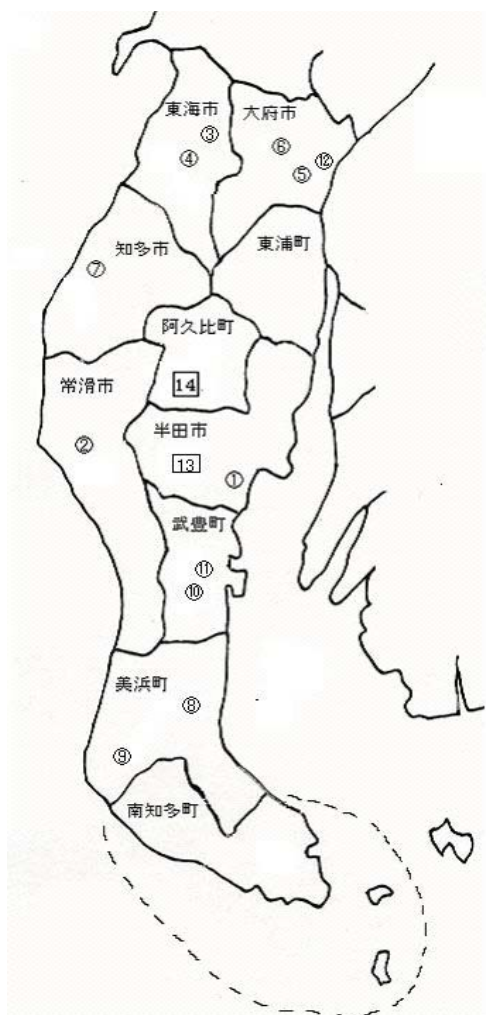 東海市
大府市
③
⑥
④
⑫
⑤
東浦町
知多市
⑦
阿久比町
14
常滑市
半田市
②
13
①
武豊町
⑪
⑩
美浜町
⑧
⑨
南知多町